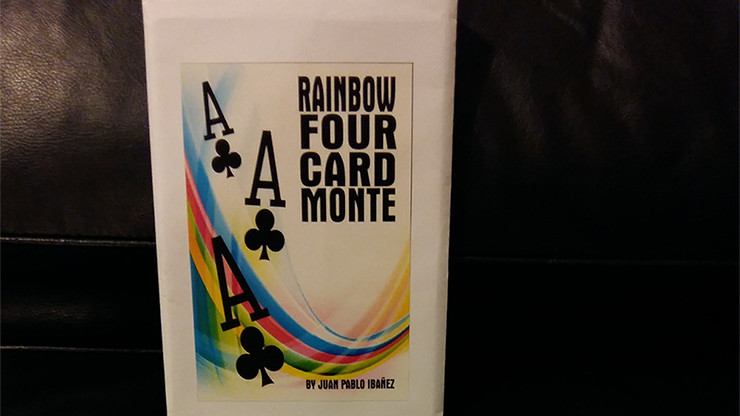 A
A
A
RAINBOW
FOUR
CARD
MONTE
BY JUAN PABLO IBAÑEZ